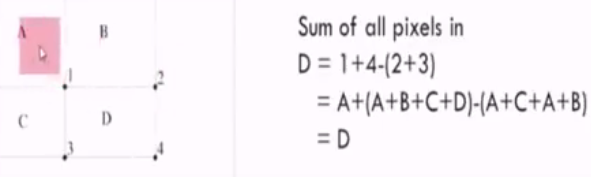 A B
1 2
C D
3 4
Sum of all pixels in
D = 1+4-(2+3)
= A+(A+B+C+D)-(A+C+A+B)
= D